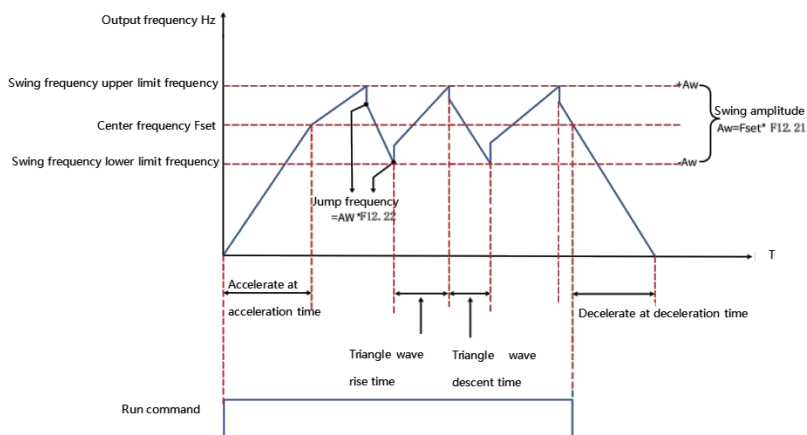 Output frequency Hz
Swing frequency upper limit frequency
+Aw
Swing amplitude
Center frequency Fset
Aw=Fset* F12.21
Swing frequency lower limit frequency
-Aw
Jump frequency
=AW*F12.22
T
Accelerate at
acceleration time
Decelerate at deceleration time
Triangle wave
rise time
Triangle wave
descent time
Run command